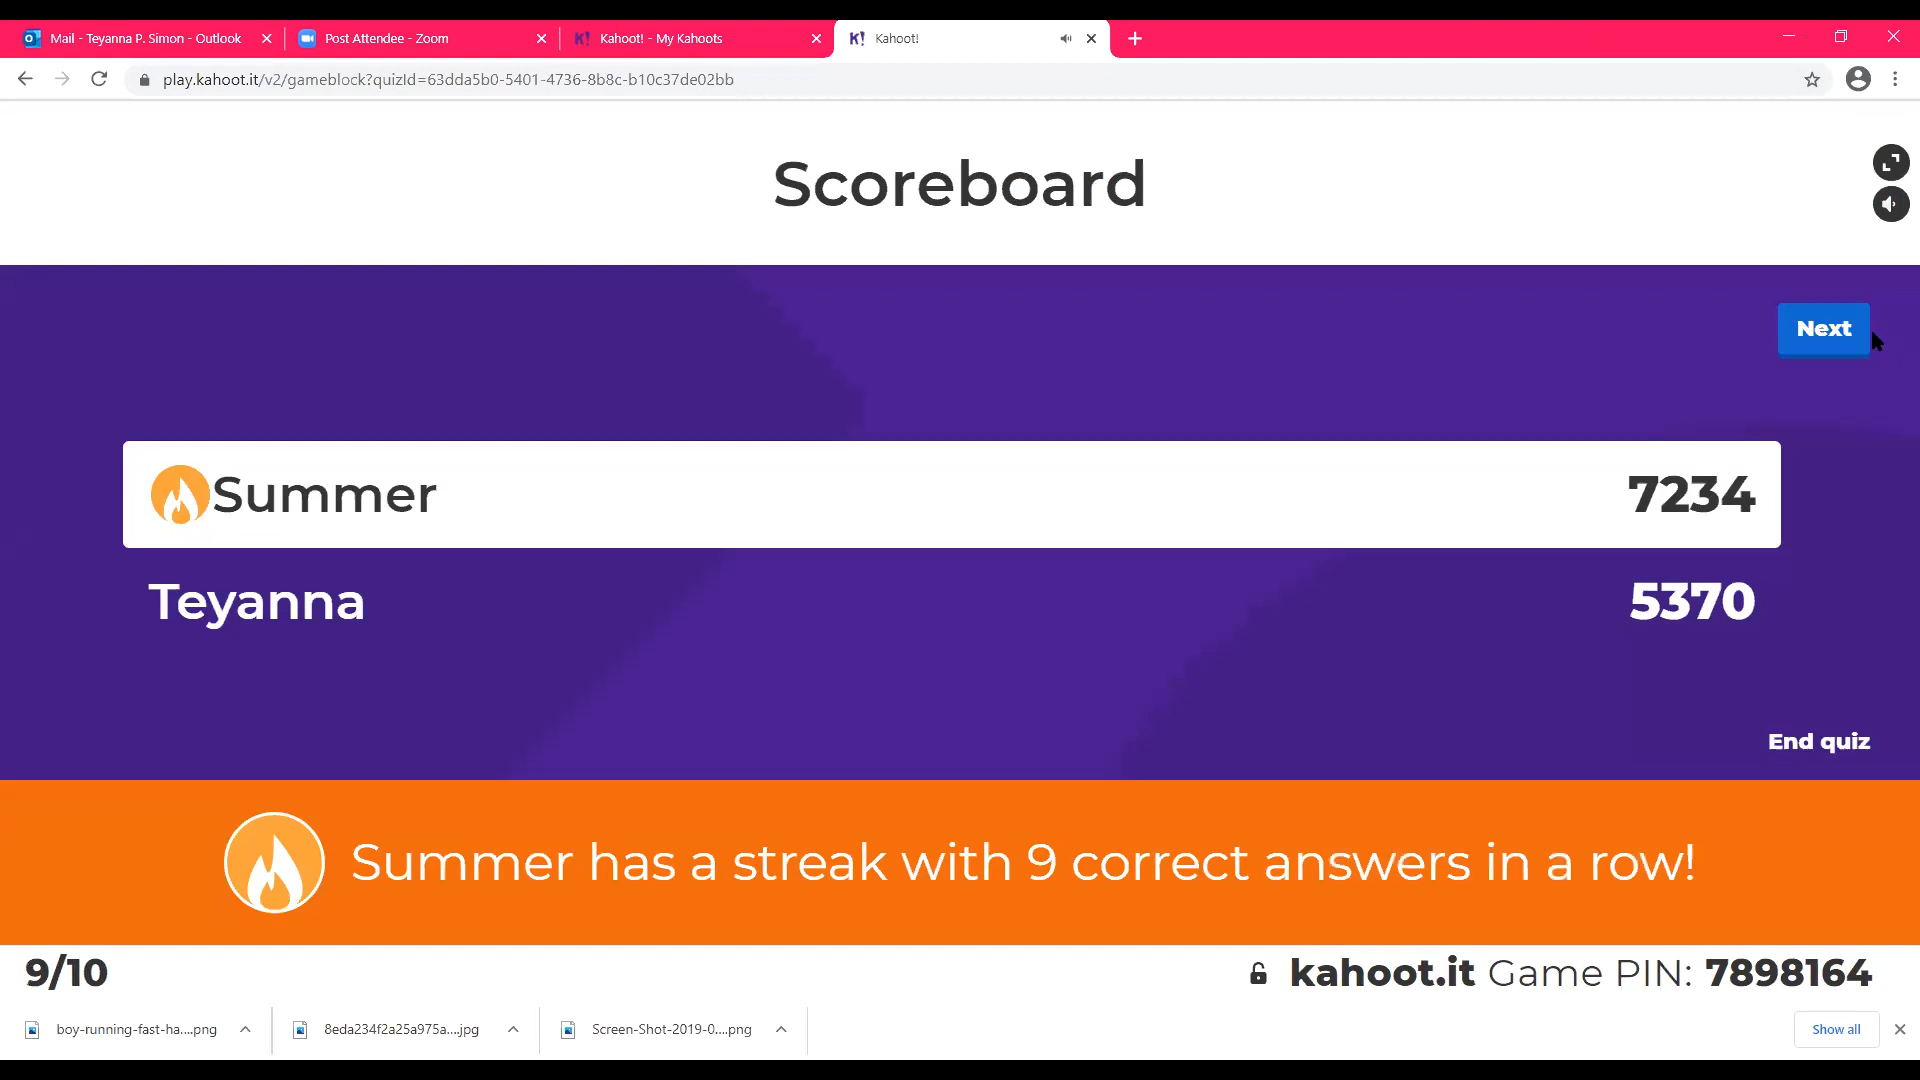 Mail - Teyanna P. Simon - Outlook
Post Attendee - Zoom
K! Kahoot! - My Kahoots
K! Kahoot!
play.kahoot.it/v2/gameblock?quizId=63dda5b0-5401-4736-8b8c-b10c37de02bb
Scoreboard
Next
Summer 7234
Teyanna 5370
End quiz
Summer has a streak with 9 correct answers in a row!
9/10 kahoot.it Game PIN: 7898164
boy-running-fast-ha....png 8eda234f2a25a975a....jpg Screen-Shot-2019-0....png Show all